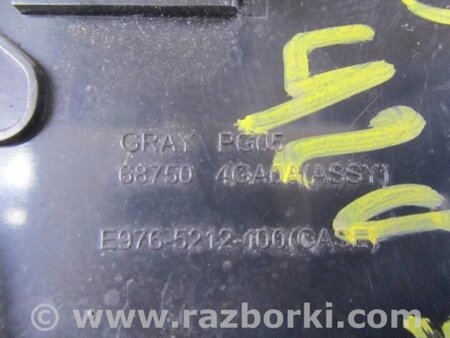 GRAY PG05
68750 4GA0A(ASSY)
E976-5212-100(CASE)
© www.razborki.com